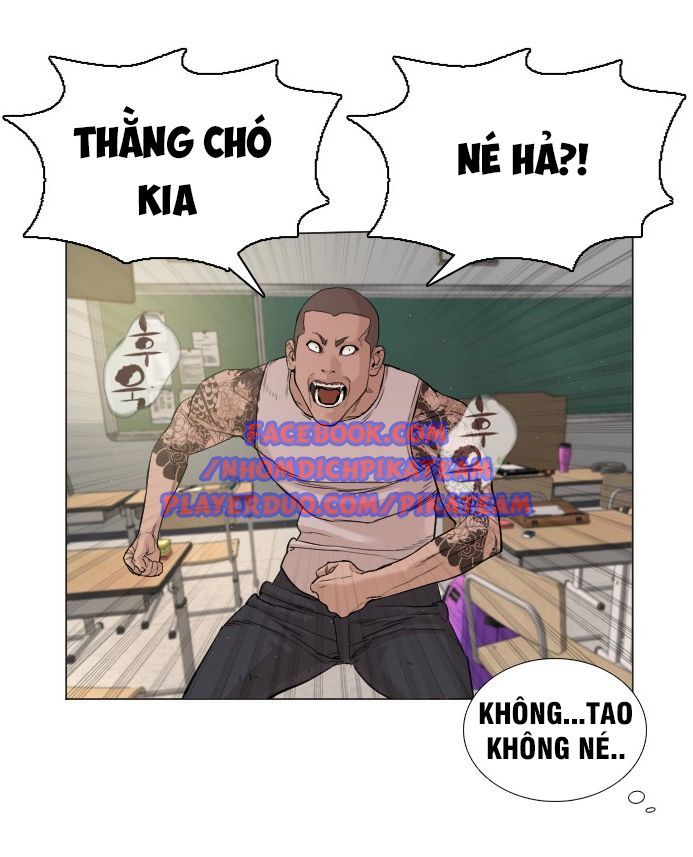 THẰNG CHÓ
KIA
NÉ HẢ?!
FACEBOOK.COM
/NHOMDICHPIKATEAM
PLAYERDUO.COM/PIKATEAM
KHÔNG...TAO
KHÔNG NÉ..